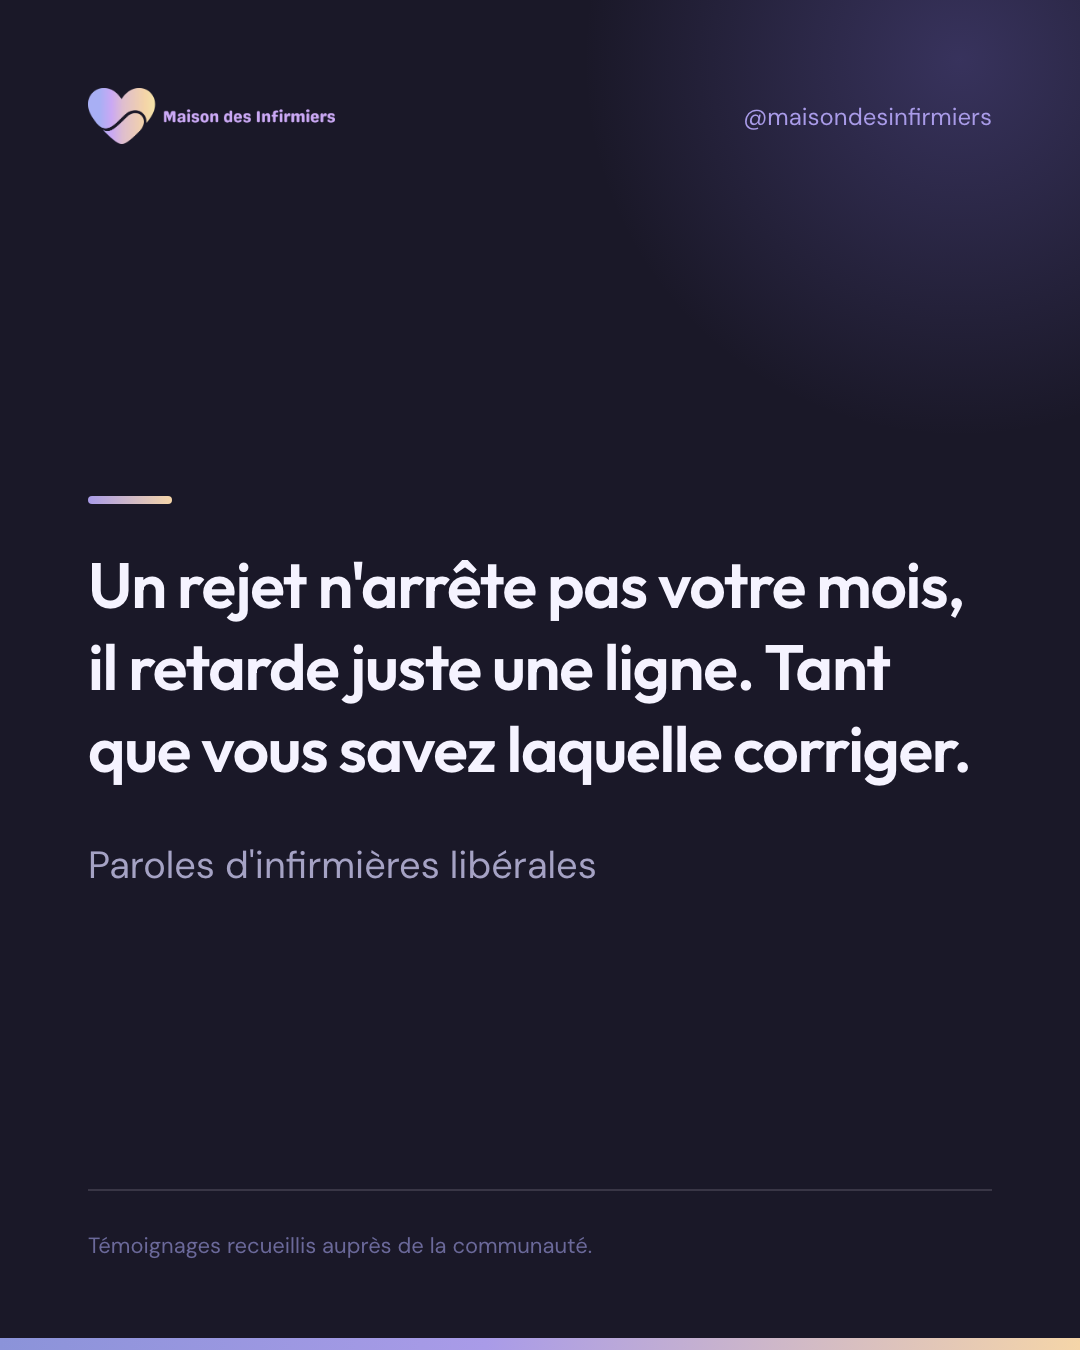 Maison des Infirmiers
@maisondesinfirmiers
Un rejet n'arrête pas votre mois,
il retarde juste une ligne. Tant
que vous savez laquelle corriger.
Paroles d'infirmières libérales
Témoignages recueillis auprès de la communauté.